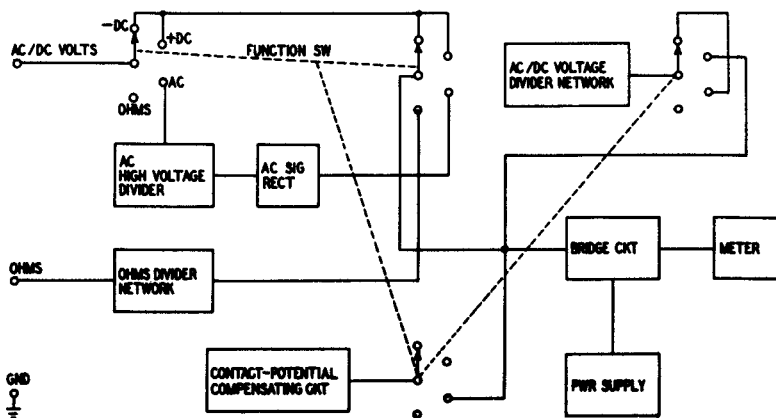 -DC
+DC
AC/DC VOLTS
FUNCTION SW
AC
OHMS
AC/DC VOLTAGE
DIVIDER NETWORK
AC
HIGH VOLTAGE
DIVIDER
AC SIG
RECT
OHMS
OHMS DIVIDER
NETWORK
BRIDGE CKT
METER
CONTACT-POTENTIAL
COMPENSATING CKT
PWR SUPPLY
GND